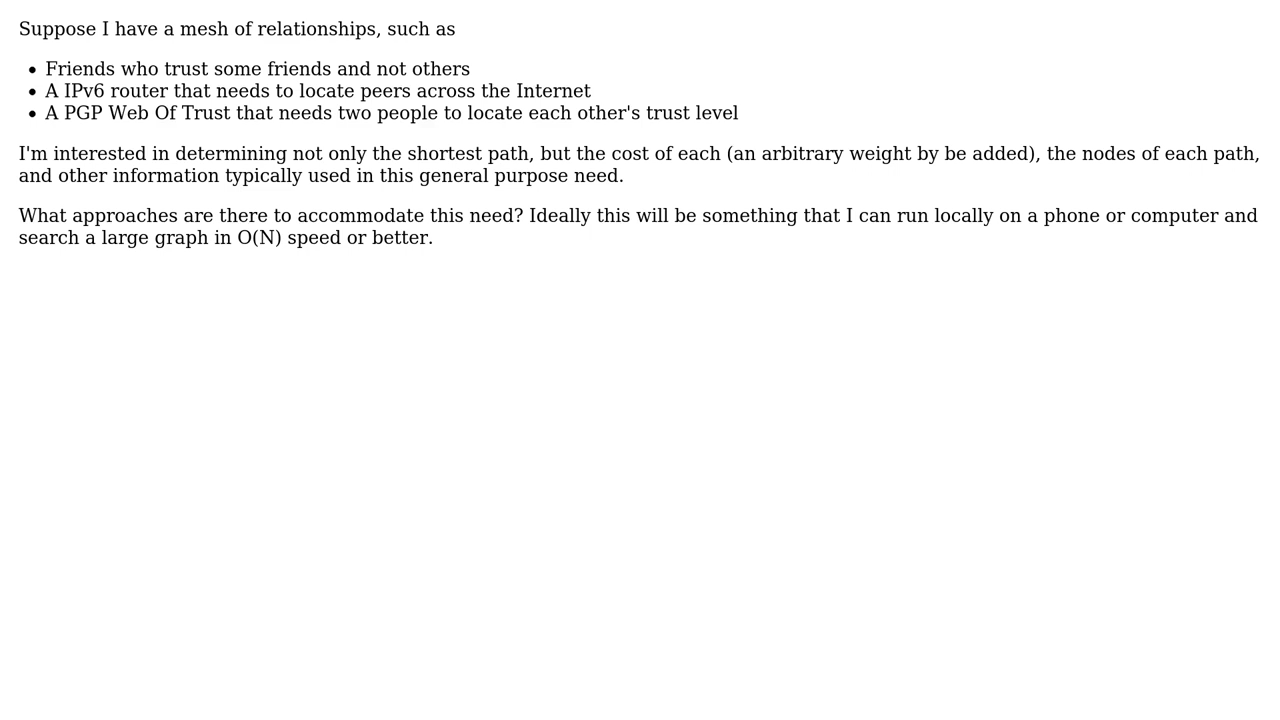 Suppose I have a mesh of relationships, such as
• Friends who trust some friends and not others
• A IPv6 router that needs to locate peers across the Internet
• A PGP Web Of Trust that needs two people to locate each other's trust level
I'm interested in determining not only the shortest path, but the cost of each (an arbitrary weight by be added), the nodes of each path,
and other information typically used in this general purpose need.
What approaches are there to accommodate this need? Ideally this will be something that I can run locally on a phone or computer and
search a large graph in O(N) speed or better.